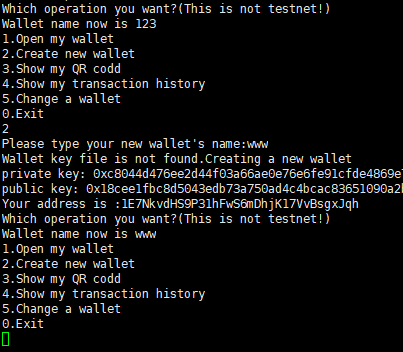 Which operation you want?(This is not testnet!)
Wallet name now is 123
1.Open my wallet
2.Create new wallet
3.Show my QR codd
4.Show my transaction history
5.Change a wallet
0.Exit
2
Please type your new wallet's name:www
Wallet key file is not found.Creating a new wallet
private key: 0xc8044d476ee2d44f03a66ae0e76e6fe91cfde4869e
public key: 0x18cee1fbc8d5043edb73a750ad4c4bcac83651090a2
Your address is :1E7NkvdHS9P31hFwS6mDhjK17VvBsgxJqh
Which operation you want?(This is not testnet!)
Wallet name now is www
1.Open my wallet
2.Create new wallet
3.Show my QR codd
4.Show my transaction history
5.Change a wallet
0.Exit